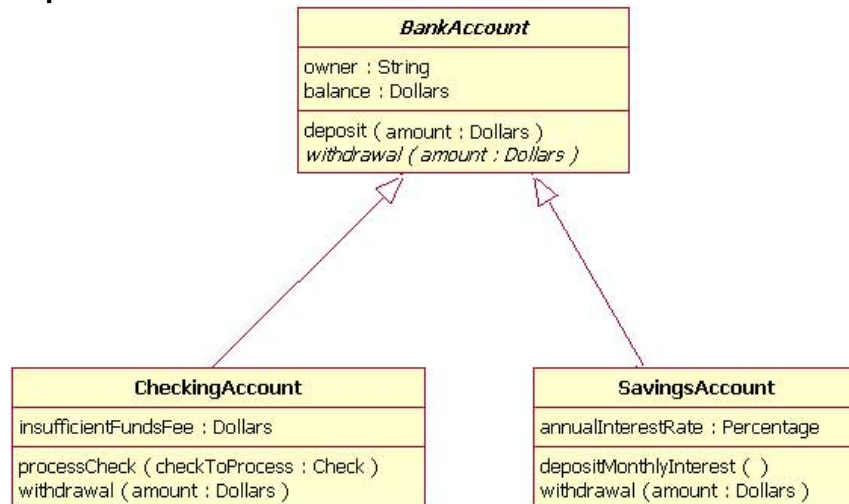 BankAccount
owner : String
balance : Dollars
deposit ( amount : Dollars )
withdrawal ( amount : Dollars )
CheckingAccount
insufficientFundsFee : Dollars
processCheck ( checkToProcess : Check )
withdrawal ( amount : Dollars )
SavingsAccount
annualInterestRate : Percentage
depositMonthlyInterest ( )
withdrawal ( amount : Dollars )